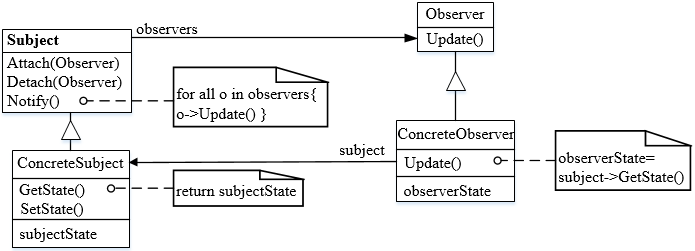 Subject
Attach(Observer)
Detach(Observer)
Notify()
observers
Observer
Update()
for all o in observers{
o->Update() }
ConcreteSubject
GetState()
SetState()
subjectState
return subjectState
subject
ConcreteObserver
Update()
observerState
observerState=
subject->GetState()